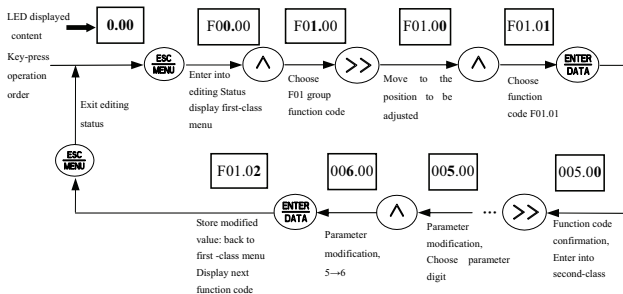 LED displayed
content
0.00
F00.00
F01.00
F01.00
F01.01
Key-press
operation
order
ESC
MENU
Enter into
editing Status
display first-class
menu
^
Choose
F01 group
function code
>>
Move to the
position to be
adjusted
^
Choose
function
code F01.01
ENTER
DATA
Exit editing
status
ESC
MENU
F01.02
006.00
005.00
005.00
ENTER
DATA
^
...
>>
Store modified
value: back to
first -class menu
Display next
function code
Parameter
modification,
5→6
Parameter
modification,
Choose parameter
digit
Function code
confirmation,
Enter into
second-class